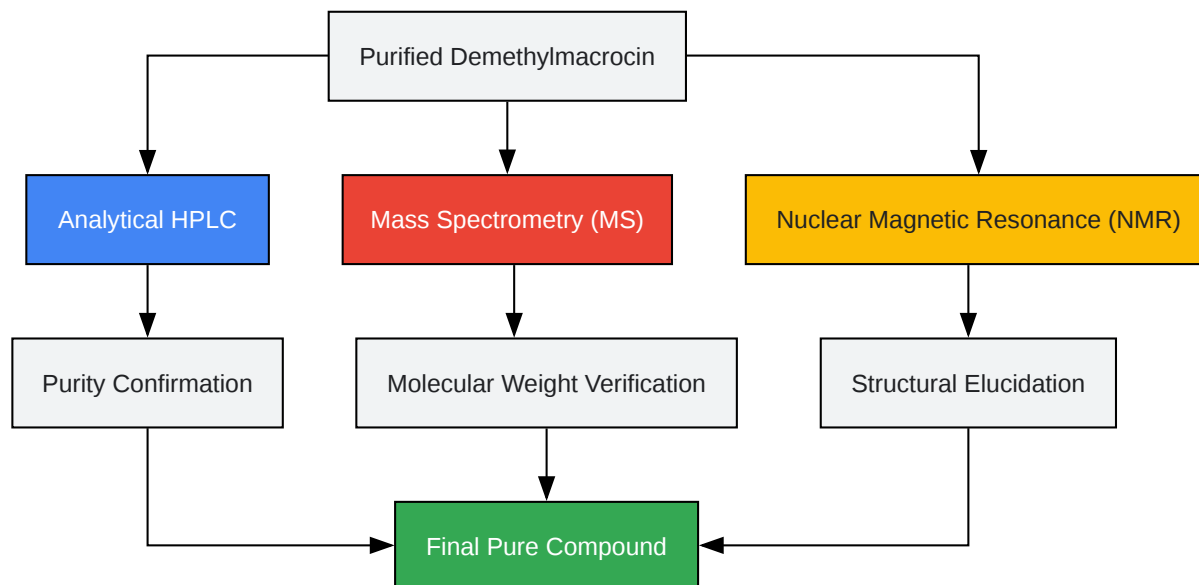 Purified Demethylmacrocin
Analytical HPLC
Mass Spectrometry (MS)
Nuclear Magnetic Resonance (NMR)
Purity Confirmation
Molecular Weight Verification
Structural Elucidation
Final Pure Compound